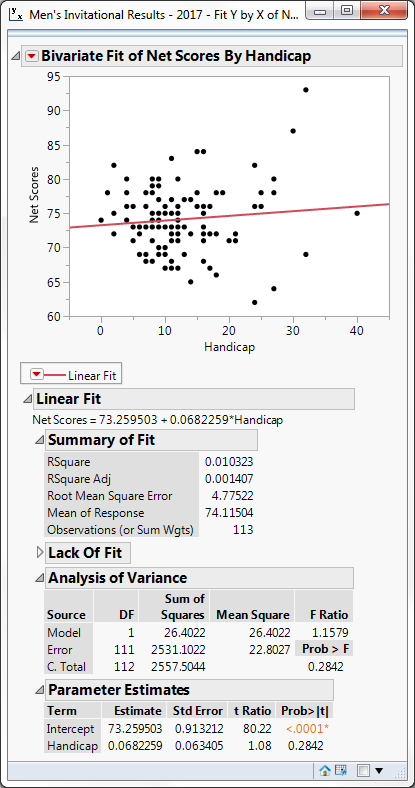 Men's Invitational Results - 2017 - Fit Y by X of N...
Bivariate Fit of Net Scores By Handicap
95
90
85
80
75
70
65
60
Net Scores
0 10 20 30 40
Handicap
Linear Fit
Linear Fit
Net Scores = 73.259503 + 0.0682259*Handicap
Summary of Fit
RSquare 0.010323
RSquare Adj 0.001407
Root Mean Square Error 4.77522
Mean of Response 74.11504
Observations (or Sum Wgts) 113
Lack Of Fit
Analysis of Variance
Sum of
Source DF Squares Mean Square F Ratio
Model 1 26.4022 26.4022 1.1579
Error 111 2531.1022 22.8027 Prob > F
C. Total 112 2557.5044 0.2842
Parameter Estimates
Term Estimate Std Error t Ratio Prob>|t|
Intercept 73.259503 0.913212 80.22 <.0001*
Handicap 0.0682259 0.063405 1.08 0.2842